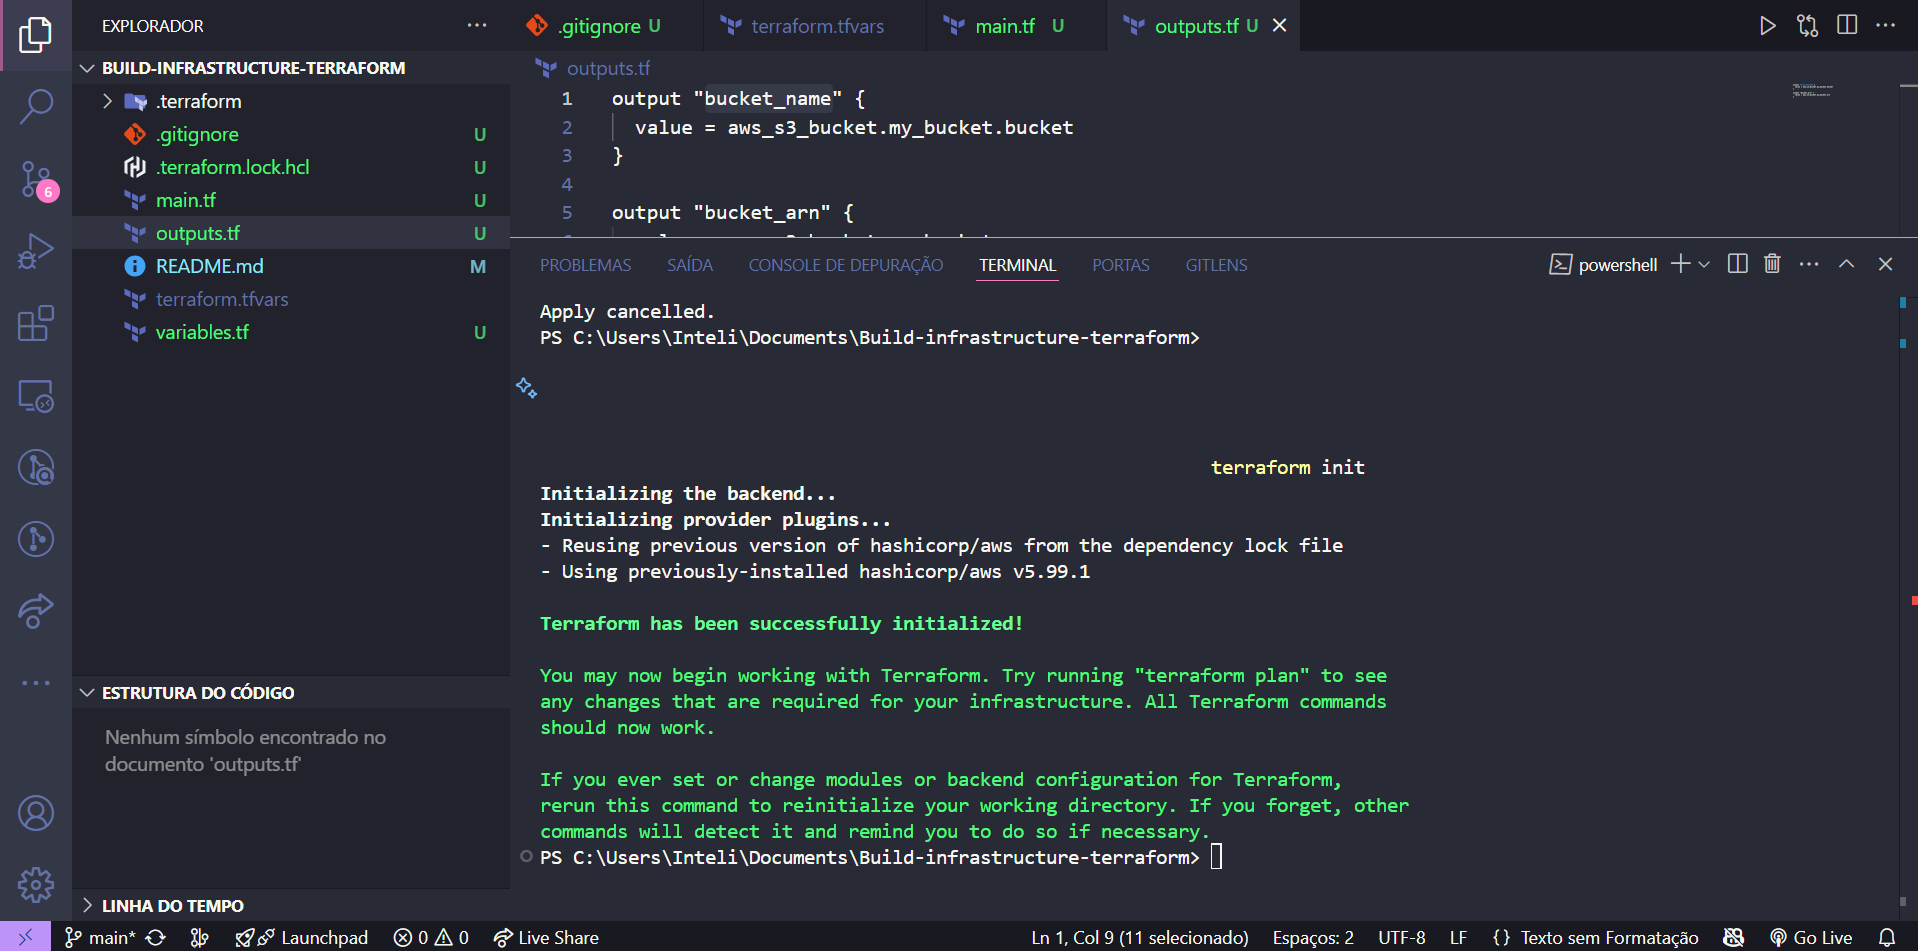 EXPLORADOR
BUILD-INFRASTRUCTURE-TERRAFORM
.terraform
.gitignore U
.terraform.lock.hcl U
main.tf U
outputs.tf U
README.md M
terraform.tfvars
variables.tf U
6
ESTRUTURA DO CÓDIGO
Nenhum símbolo encontrado no
documento 'outputs.tf'
LINHA DO TEMPO
.gitignore U terraform.tfvars main.tf U outputs.tf U
outputs.tf
1 output "bucket_name" {
2 value = aws_s3_bucket.my_bucket.bucket
3 }
4
5 output "bucket_arn" {
PROBLEMAS SAÍDA CONSOLE DE DEPURAÇÃO TERMINAL PORTAS GITLENS powershell
Apply cancelled.
PS C:\Users\Inteli\Documents\Build-infrastructure-terraform>
terraform init
Initializing the backend...
Initializing provider plugins...
- Reusing previous version of hashicorp/aws from the dependency lock file
- Using previously-installed hashicorp/aws v5.99.1
Terraform has been successfully initialized!
You may now begin working with Terraform. Try running "terraform plan" to see
any changes that are required for your infrastructure. All Terraform commands
should now work.
If you ever set or change modules or backend configuration for Terraform,
rerun this command to reinitialize your working directory. If you forget, other
commands will detect it and remind you to do so if necessary.
PS C:\Users\Inteli\Documents\Build-infrastructure-terraform>
main* Launchpad 0 0 Live Share Ln 1, Col 9 (11 selecionado) Espaços: 2 UTF-8 LF {} Texto sem Formatação Go Live